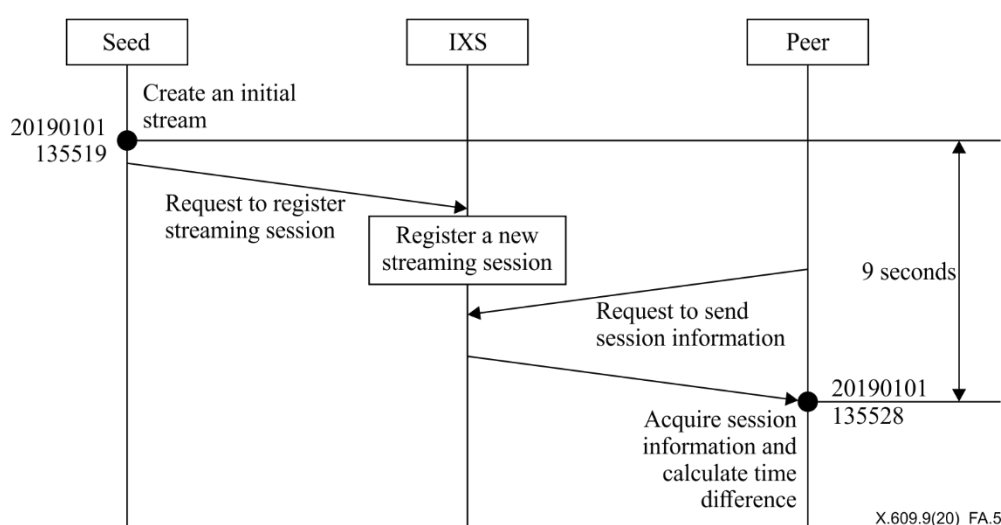 Seed
IXS
Peer
Create an initial
stream
20190101
135519
Request to register
streaming session
Register a new
streaming session
9 seconds
Request to send
session information
20190101
135528
Acquire session
information and
calculate time
difference
X.609.9(20)_FA.5